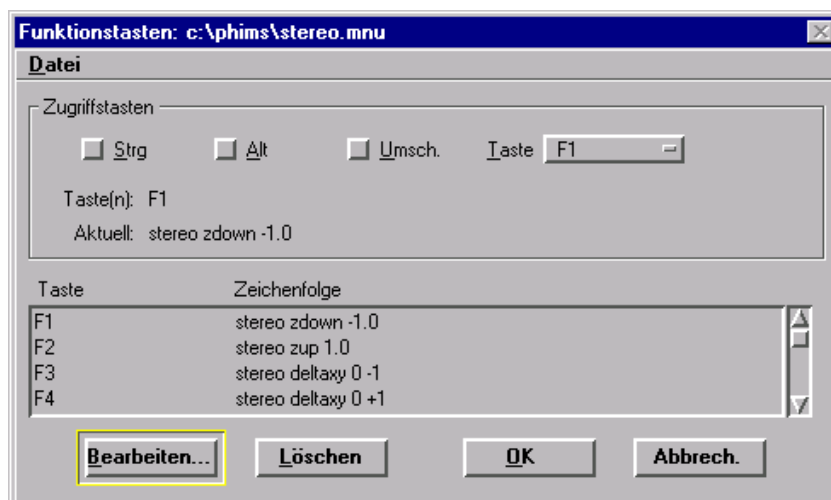 Funktionstasten: c:\phims\stereo.mnu
Datei
Zugriffstasten
Strg Alt Umsch. Taste F1
Taste(n): F1
Aktuell: stereo zdown -1.0
Taste Zeichenfolge
F1 stereo zdown -1.0
F2 stereo zup 1.0
F3 stereo deltaxy 0 -1
F4 stereo deltaxy 0 +1
Bearbeiten... Löschen OK Abbrech.